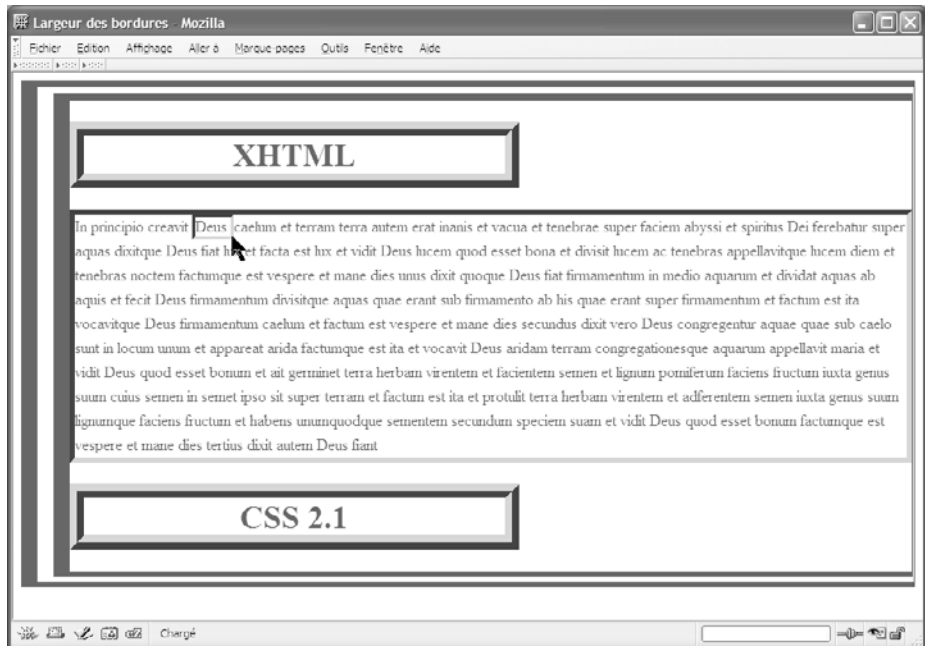 Largeur des bordures - Mozilla
Fichier Edition Affichage Aller à Marque-pages Outils Fenêtre Aide
XHTML
In principio creavit Deus caelum et terram terra autem erat inanis et vacua et tenebrae super faciem abyssi et spiritus Dei ferebatur super
aquas dixitque Deus fiat lux et facta est lux et vidit Deus lucem quod esset bona et divisit lucem ac tenebras appellavitque lucem diem et
tenebras noctem factumque est vespere et mane dies unus dixit quoque Deus fiat firmamentum in medio aquarum et dividat aquas ab
aquis et fecit Deus firmamentum divisitque aquas quae erant sub firmamento ab his quae erant super firmamentum et factum est ita
vocavitque Deus firmamentum caelum et factum est vespere et mane dies secundus dixit vero Deus congregentur aquae quae sub caelo
sunt in locum unum et appareat arida factumque est ita et vocavit Deus aridam terram congregationesque aquarum appellavit maria et
vidit Deus quod esset bonum et ait germinet terra herbam virentem et facientem semen et lignum pomiferum faciens fructum iuxta genus
suum cuius semen in semet ipso sit super terram et factum est ita et protulit terra herbam virentem et adferentem semen iuxta genus suum
lignumque faciens fructum et habens unumquodque sementem secundum speciem suam et vidit Deus quod esset bonum factumque est
vespere et mane dies tertius dixit autem Deus fiant
CSS 2.1
Chargé